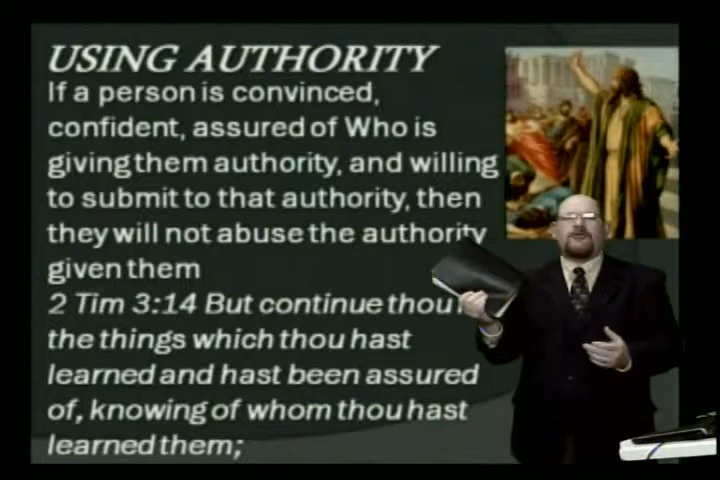 USING AUTHORITY
If a person is convinced,
confident, assured of Who is
giving them authority, and willing
to submit to that authority, then
they will not abuse the authority
given them
2 Tim 3:14 But continue thou
the things which thou hast
learned and hast been assured
of, knowing of whom thou hast
learned them;